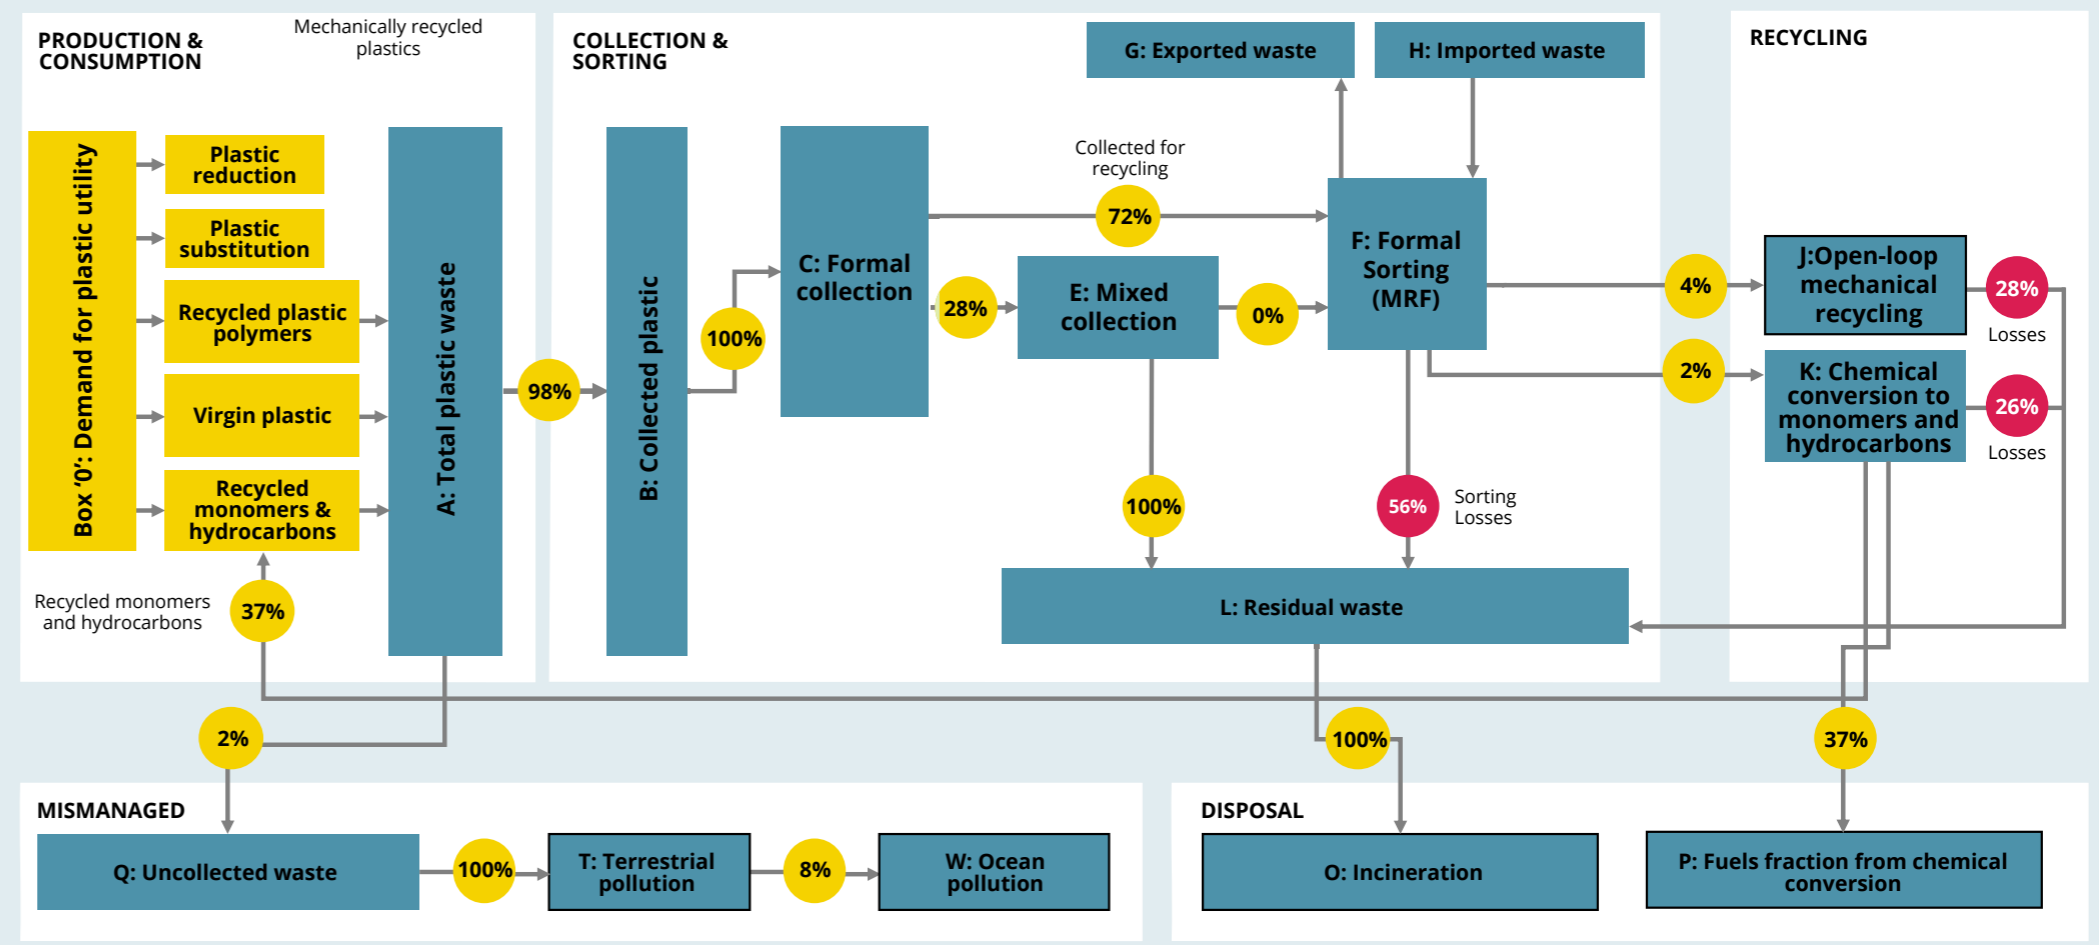 PRODUCTION &
CONSUMPTION
Mechanically recycled
plastics
Box ‘0’: Demand for plastic utility
Plastic
reduction
Plastic
substitution
Recycled plastic
polymers
Virgin plastic
Recycled
monomers &
hydrocarbons
A: Total plastic waste
Recycled monomers
and hydrocarbons
37%
98%
COLLECTION &
SORTING
B: Collected plastic
100%
C: Formal
collection
Collected for
recycling
72%
28%
E: Mixed
collection
0%
G: Exported waste
H: Imported waste
F: Formal
Sorting
(MRF)
100%
56%
Sorting
Losses
L: Residual waste
RECYCLING
4%
J:Open-loop
mechanical
recycling
28%
Losses
2%
K: Chemical
conversion to
monomers and
hydrocarbons
26%
Losses
2%
100%
37%
MISMANAGED
Q: Uncollected waste
100%
T: Terrestrial
pollution
8%
W: Ocean
pollution
DISPOSAL
O: Incineration
P: Fuels fraction from chemical
conversion